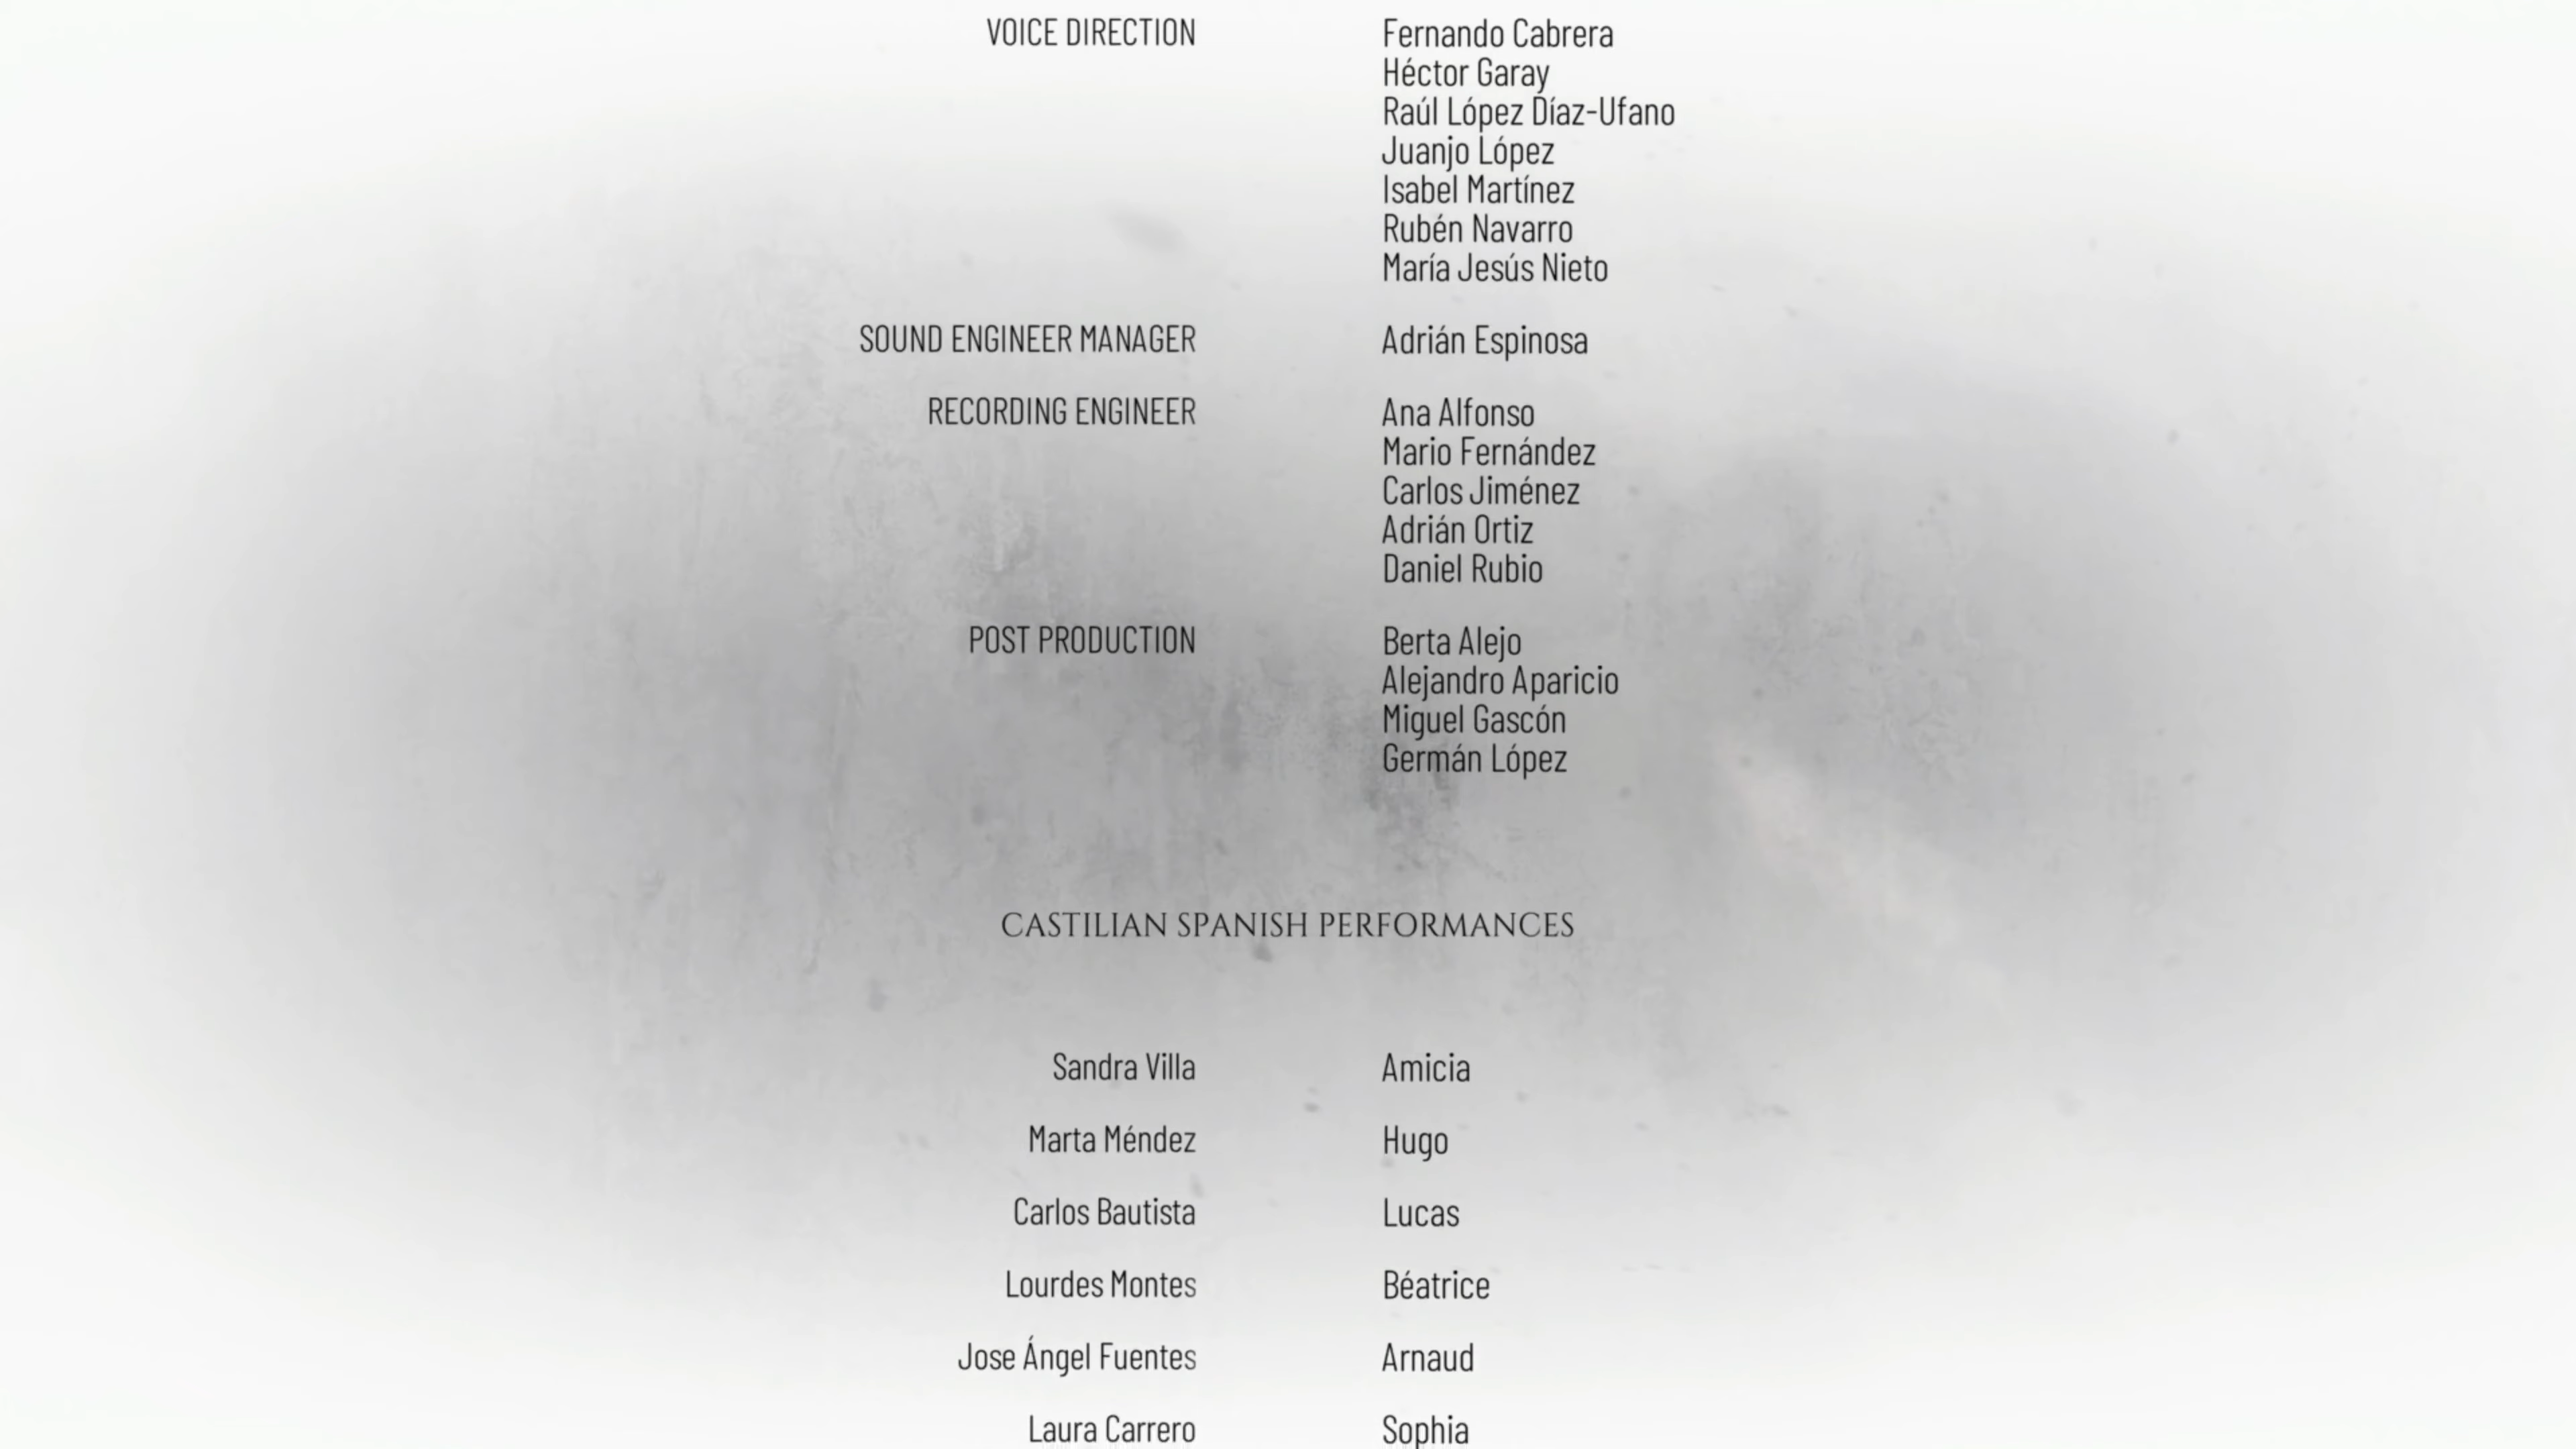 VOICE DIRECTION Fernando Cabrera
Héctor Garay
Raúl López Díaz-Ufano
Juanjo López
Isabel Martínez
Rubén Navarro
María Jesús Nieto
SOUND ENGINEER MANAGER Adrián Espinosa
RECORDING ENGINEER Ana Alfonso
Mario Fernández
Carlos Jiménez
Adrián Ortiz
Daniel Rubio
POST PRODUCTION Berta Alejo
Alejandro Aparicio
Miguel Gascón
Germán López
CASTILIAN SPANISH PERFORMANCES
Sandra Villa Amicia
Marta Méndez Hugo
Carlos Bautista Lucas
Lourdes Montes Béatrice
Jose Ángel Fuentes Arnaud
Laura Carrero Sophia